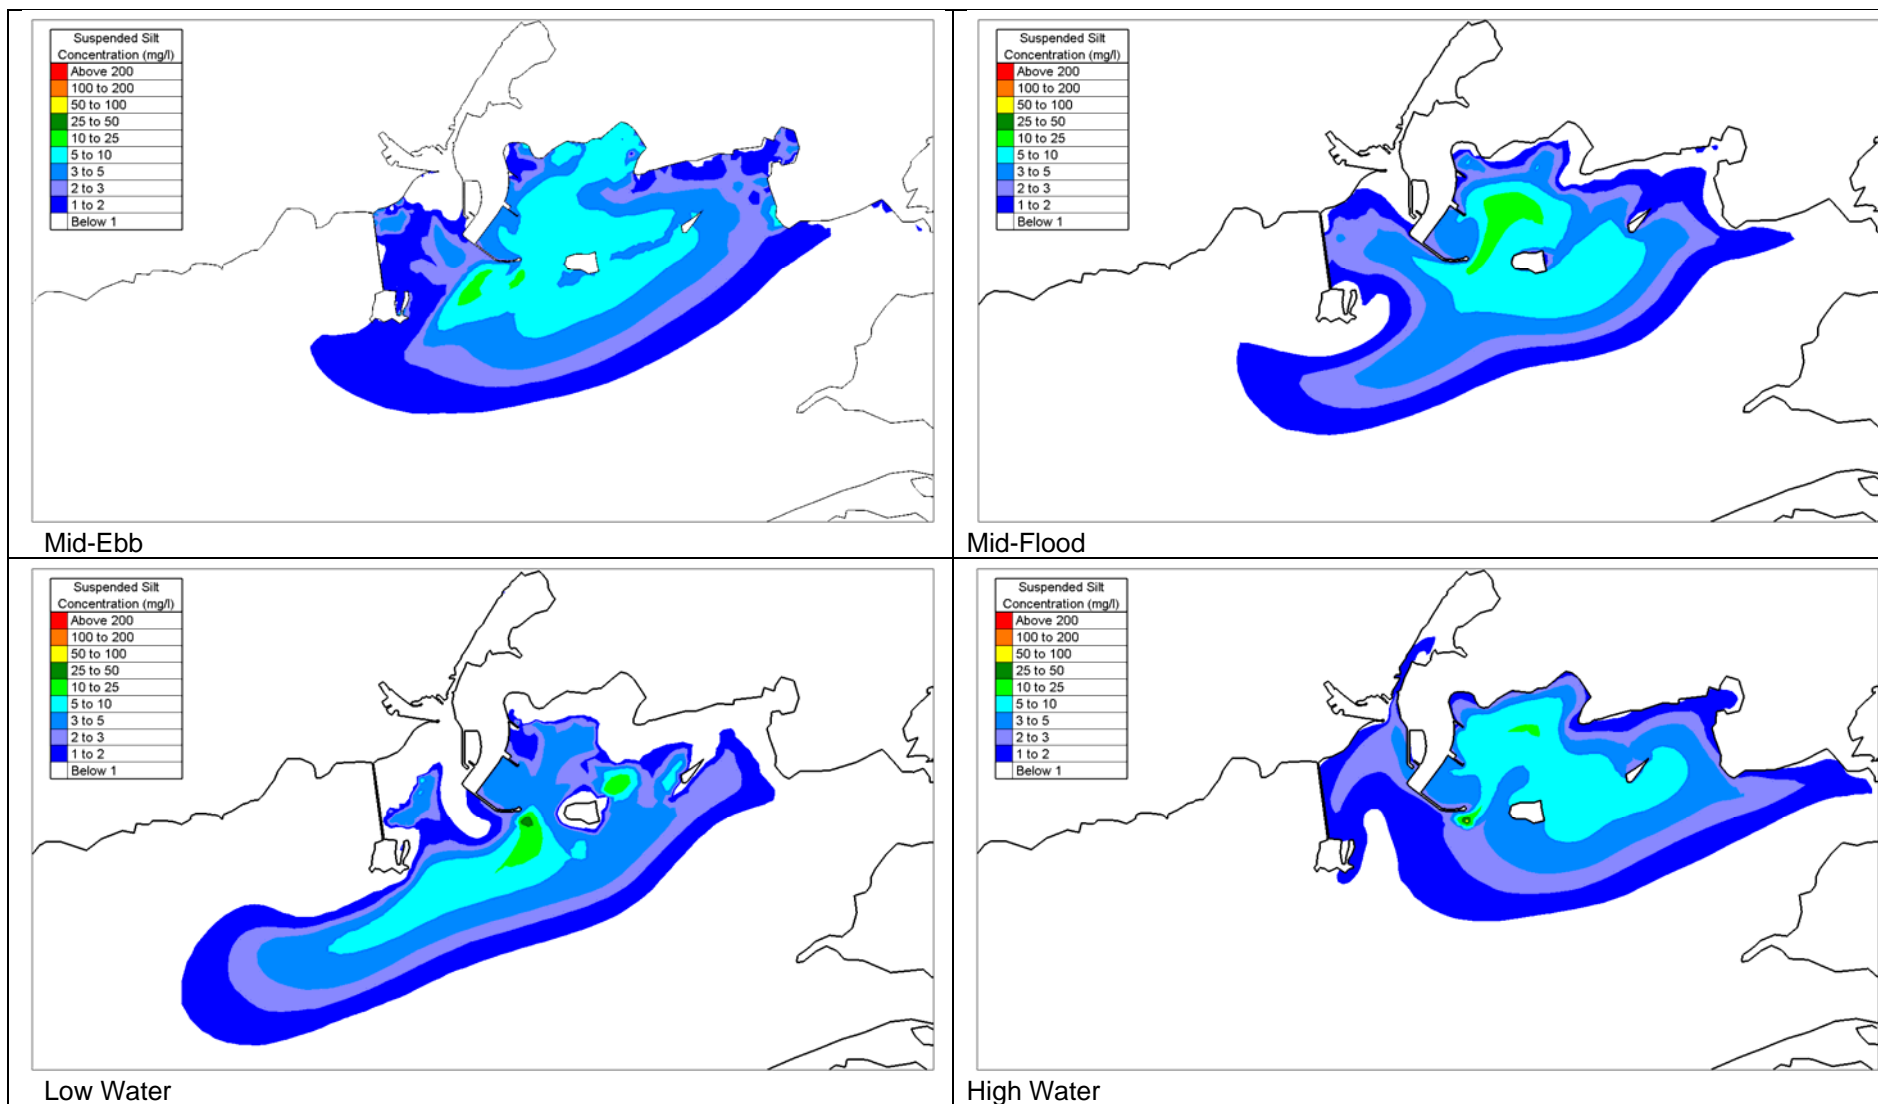 Suspended Silt
Concentration (mg/l)
Above 200
100 to 200
50 to 100
25 to 50
10 to 25
5 to 10
3 to 5
2 to 3
1 to 2
Below 1
Mid-Ebb
Suspended Silt
Concentration (mg/l)
Above 200
100 to 200
50 to 100
25 to 50
10 to 25
5 to 10
3 to 5
2 to 3
1 to 2
Below 1
Mid-Flood
Suspended Silt
Concentration (mg/l)
Above 200
100 to 200
50 to 100
25 to 50
10 to 25
5 to 10
3 to 5
2 to 3
1 to 2
Below 1
Low Water
Suspended Silt
Concentration (mg/l)
Above 200
100 to 200
50 to 100
25 to 50
10 to 25
5 to 10
3 to 5
2 to 3
1 to 2
Below 1
High Water